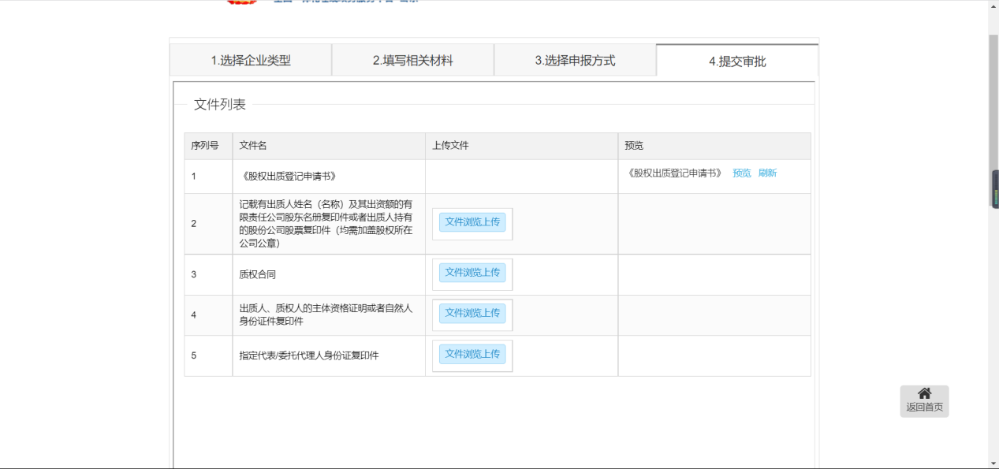 1.选择企业类型
2.填写相关材料
3.选择申报方式
4.提交审批
文件列表
序列号 文件名 上传文件 预览
1 《股权出质登记申请书》 《股权出质登记申请书》 预览 刷新
记载有出质人姓名（名称）及其出资额的有
限责任公司股东名册复印件或者出质人持有
2 文件浏览上传
的股份公司股票复印件（均需加盖股权所在
公司公章）
3 质权合同 文件浏览上传
出质人、质权人的主体资格证明或者自然人
4 文件浏览上传
身份证件复印件
5 指定代表/委托代理人身份证复印件 文件浏览上传
返回首页